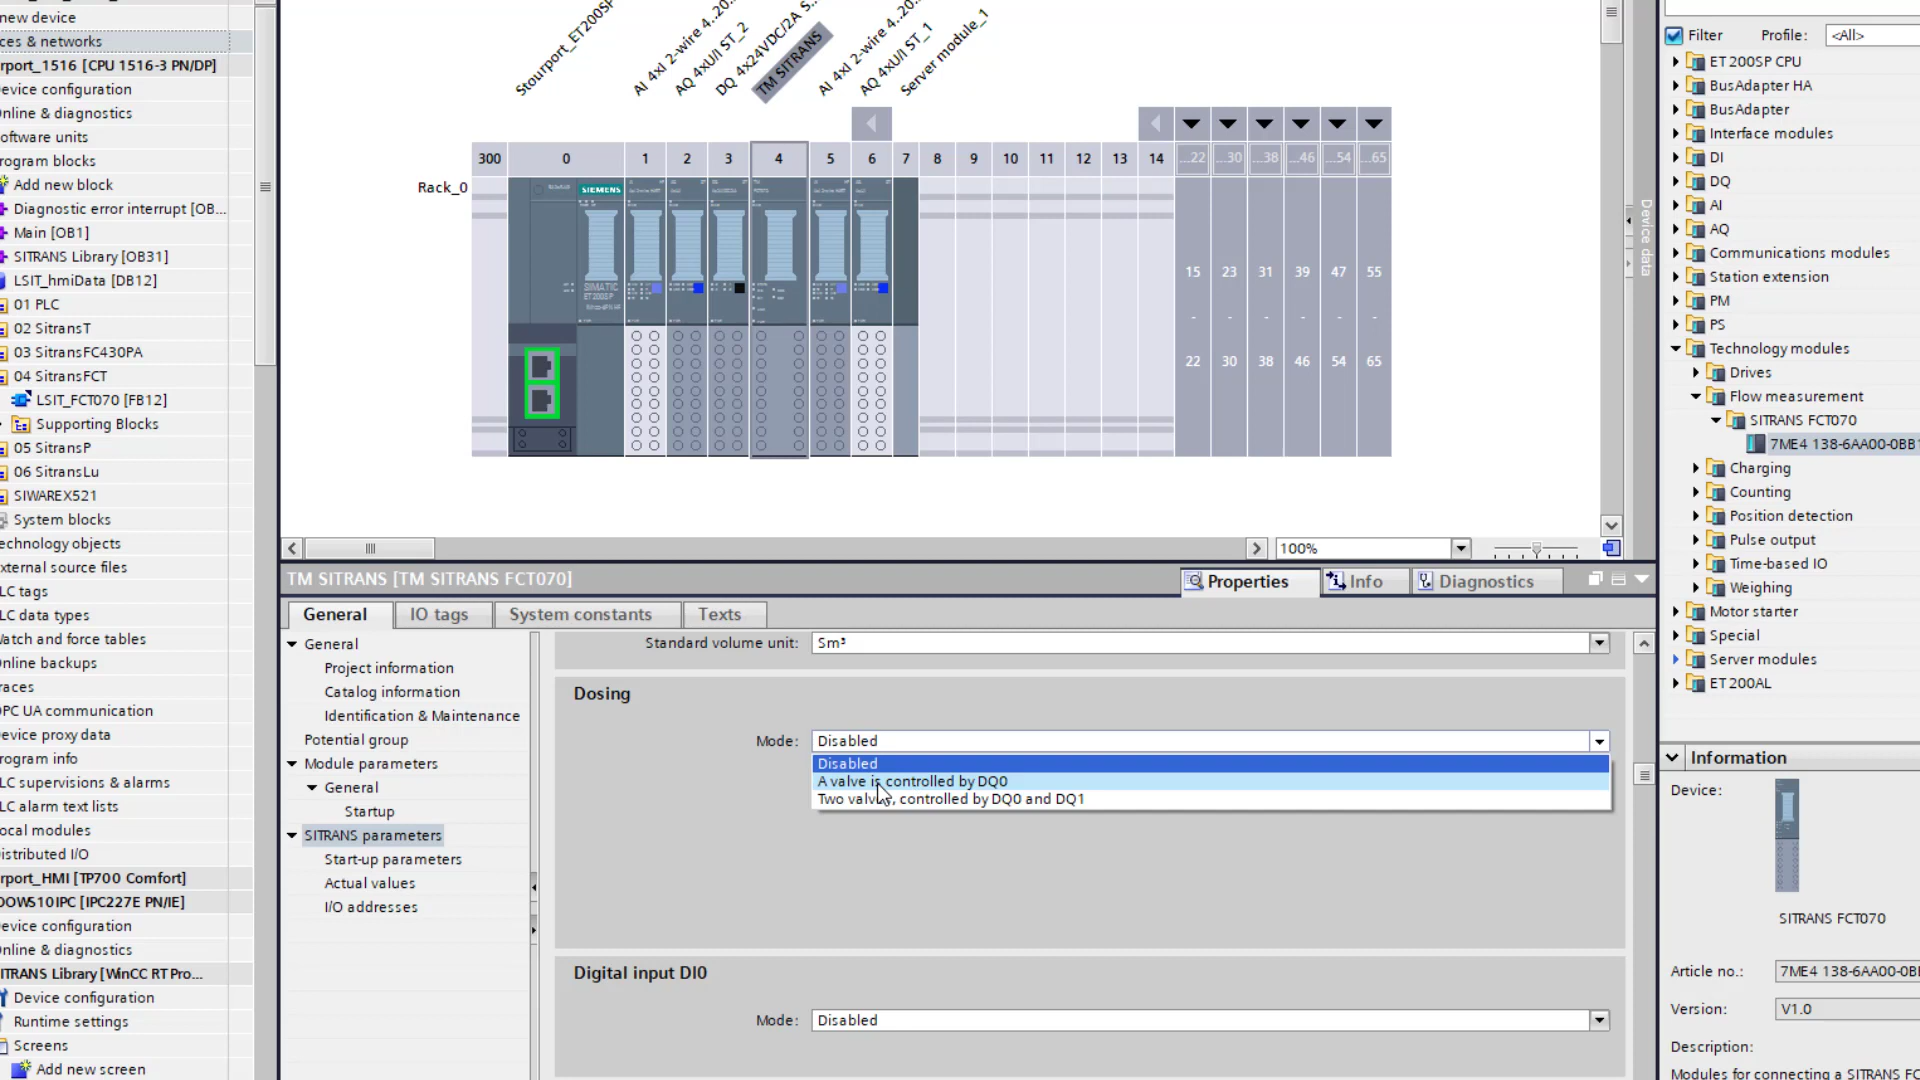 new device
ces & networks
rport_1516 [CPU 1516-3 PN/DP]
evice configuration
nline & diagnostics
oftware units
rogram blocks
Add new block
Diagnostic error interrupt [OB...
Main [OB1]
SITRANS Library [OB31]
LSIT_hmiData [DB12]
01 PLC
02 SitransT
03 SitransFC430PA
04 SitransFCT
LSIT_FCT070 [FB12]
Supporting Blocks
05 SitransP
06 SitransLu
SIWAREX521
System blocks
echnology objects
xternal source files
LC tags
LC data types
atch and force tables
nline backups
races
PC UA communication
evice proxy data
rogram info
LC supervisions & alarms
LC alarm text lists
ocal modules
istributed I/O
rport_HMI [TP700 Comfort]
DOWS10IPC [IPC227E PN/IE]
evice configuration
nline & diagnostics
ITRANS Library [WinCC RT Pro...
Device configuration
Runtime settings
Screens
Add new screen
Stourport_ET200SP
AI 4xI 2-wire 4..20...
AQ 4xU/I ST_2
DQ 4x24VDC/2A S...
TM SITRANS
AI 4xI 2-wire 4..20...
AQ 4xU/I ST_1
Server module_1
300 0 1 2 3 4 5 6 7 8 9 10 11 12 13 14 ...22 ...30 ...38 ...46 ...54 ...65
Rack_0
SIEMENS
SIMATIC
ET200SP
15 23 31 39 47 55
- - - - - -
22 30 38 46 54 65
Device data
100%
TM SITRANS [TM SITRANS FCT070]
Properties
Info
Diagnostics
General
IO tags
System constants
Texts
General
Project information
Catalog information
Identification & Maintenance
Potential group
Module parameters
General
Startup
SITRANS parameters
Start-up parameters
Actual values
I/O addresses
Standard volume unit: Sm³
Dosing
Mode: Disabled
Disabled
A valve is controlled by DQ0
Two valves, controlled by DQ0 and DQ1
Digital input DI0
Mode: Disabled
Filter Profile: <All>
ET 200SP CPU
BusAdapter HA
BusAdapter
Interface modules
DI
DQ
AI
AQ
Communications modules
Station extension
PM
PS
Technology modules
Drives
Flow measurement
SITRANS FCT070
7ME4 138-6AA00-0BB1
Charging
Counting
Position detection
Pulse output
Time-based IO
Weighing
Motor starter
Special
Server modules
ET 200AL
Information
Device:
SITRANS FCT070
Article no.: 7ME4 138-6AA00-0BB
Version: V1.0
Description:
Modules for connecting a SITRANS FC